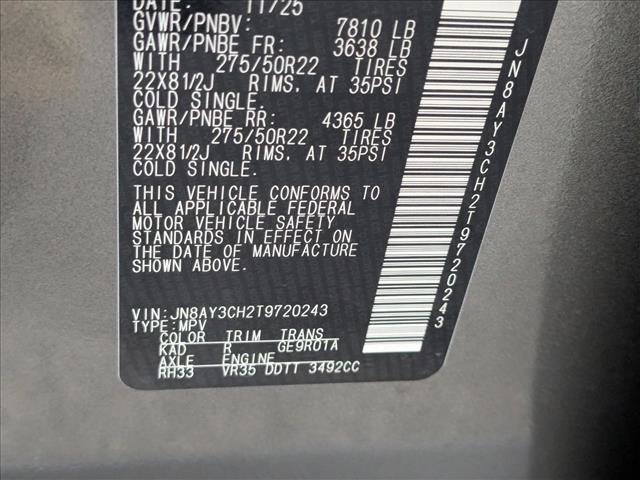 DATE: 11/25
GVWR/PNBV: 7810 LB
GAWR/PNBE FR: 3638 LB
WITH 275/50R22 TIRES
22X81/2J RIMS, AT 35PSI
COLD SINGLE.
GAWR/PNBE RR: 4365 LB
WITH 275/50R22 TIRES
22X81/2J RIMS, AT 35PSI
COLD SINGLE.
THIS VEHICLE CONFORMS TO
ALL APPLICABLE FEDERAL
MOTOR VEHICLE SAFETY
STANDARDS IN EFFECT ON
THE DATE OF MANUFACTURE
SHOWN ABOVE.
VIN:JN8AY3CH2T9720243
TYPE:MPV
COLOR TRIM TRANS
KAD R GE9R01A
AXLE ENGINE
RH33 VR35 DDTT 3492CC
JN8AY3CH2T9720243